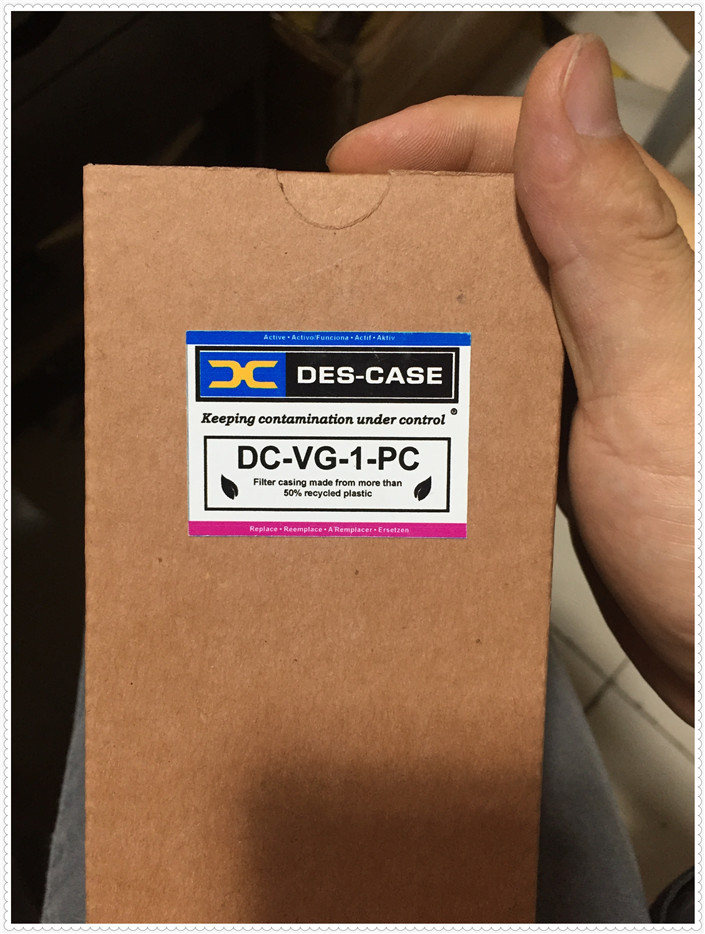 Active • Activo/Funciona • Actif • Aktiv
DES-CASE
Keeping contamination under control®
DC-VG-1-PC
Filter casing made from more than
50% recycled plastic
Replace • Reemplace • A'Remplacer • Ersetzen